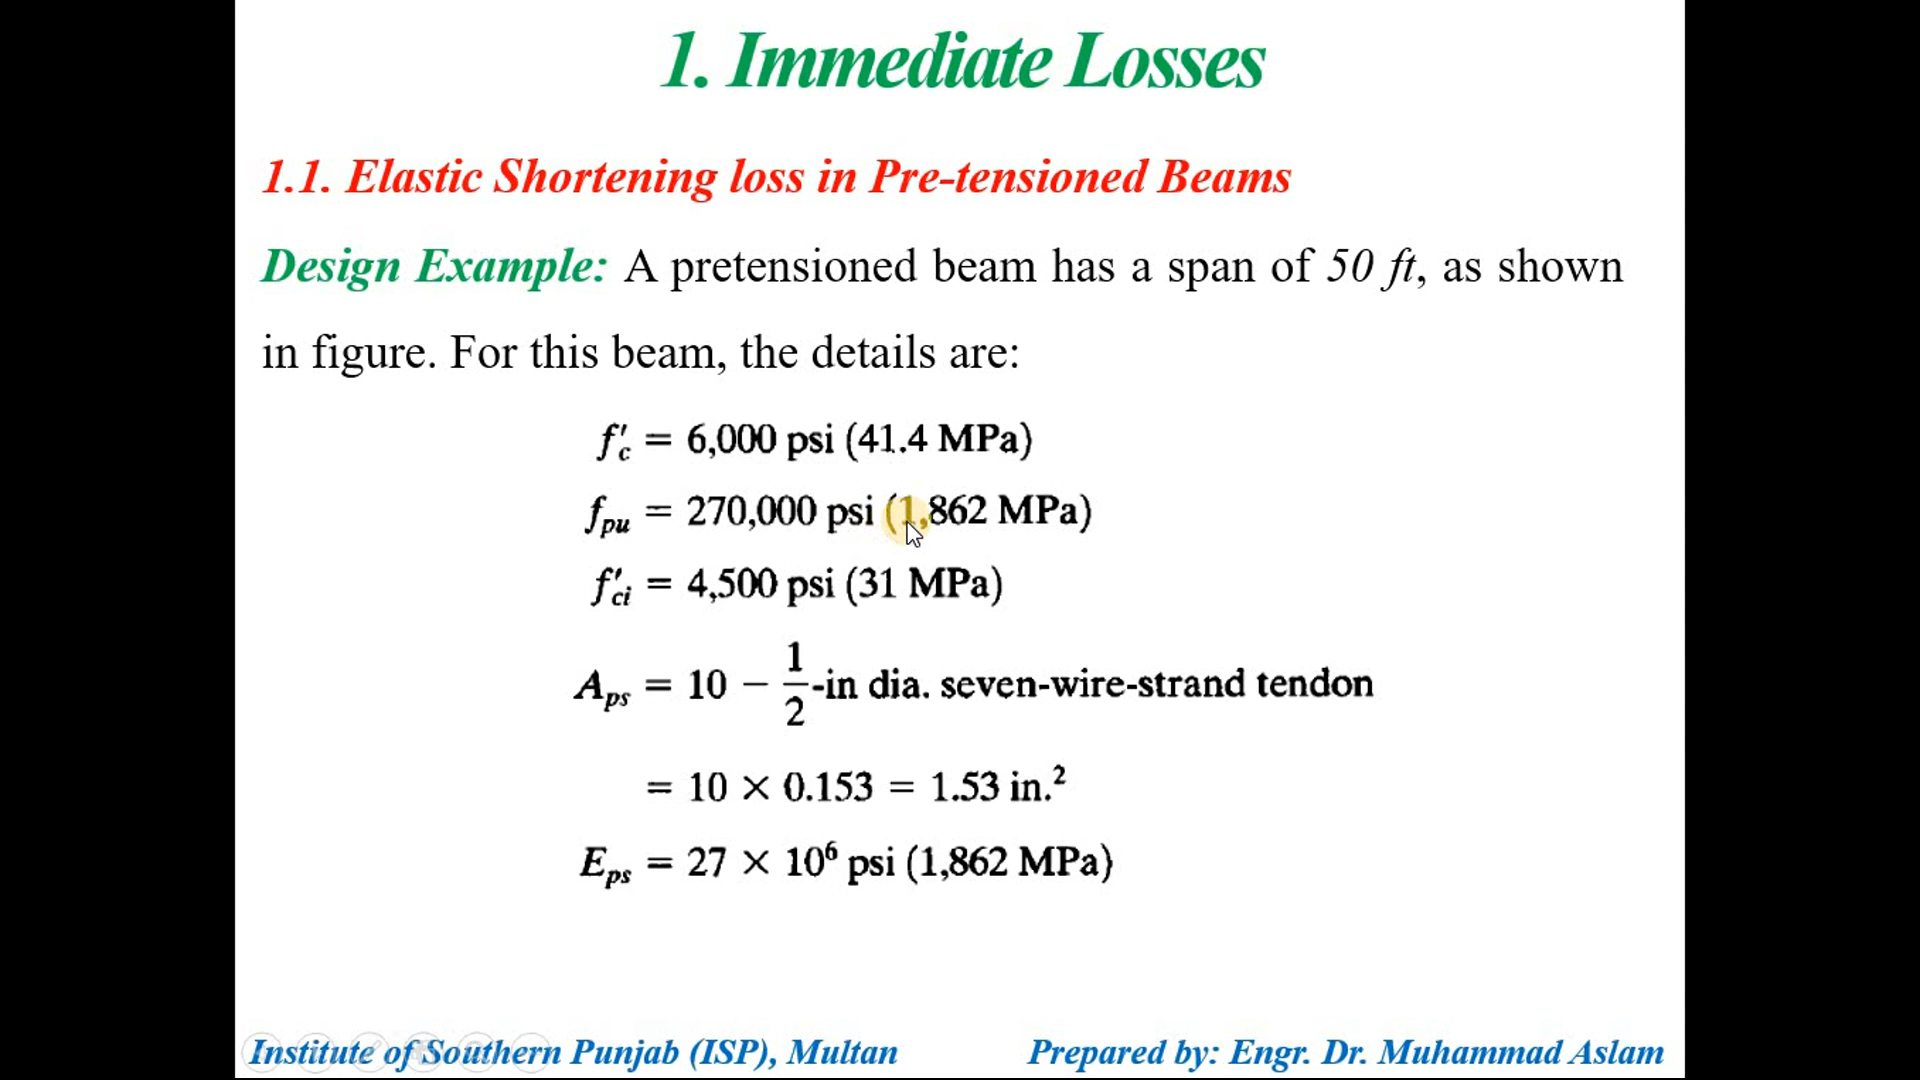 1. Immediate Losses
1.1. Elastic Shortening loss in Pre-tensioned Beams
Design Example: A pretensioned beam has a span of 50 ft, as shown
in figure. For this beam, the details are:
f′c = 6,000 psi (41.4 MPa)
fpu = 270,000 psi (1,862 MPa)
f′ci = 4,500 psi (31 MPa)
Aps = 10 − 1/2-in dia. seven-wire-strand tendon
= 10 × 0.153 = 1.53 in.²
Eps = 27 × 10⁶ psi (1,862 MPa)
Institute of Southern Punjab (ISP), Multan
Prepared by: Engr. Dr. Muhammad Aslam